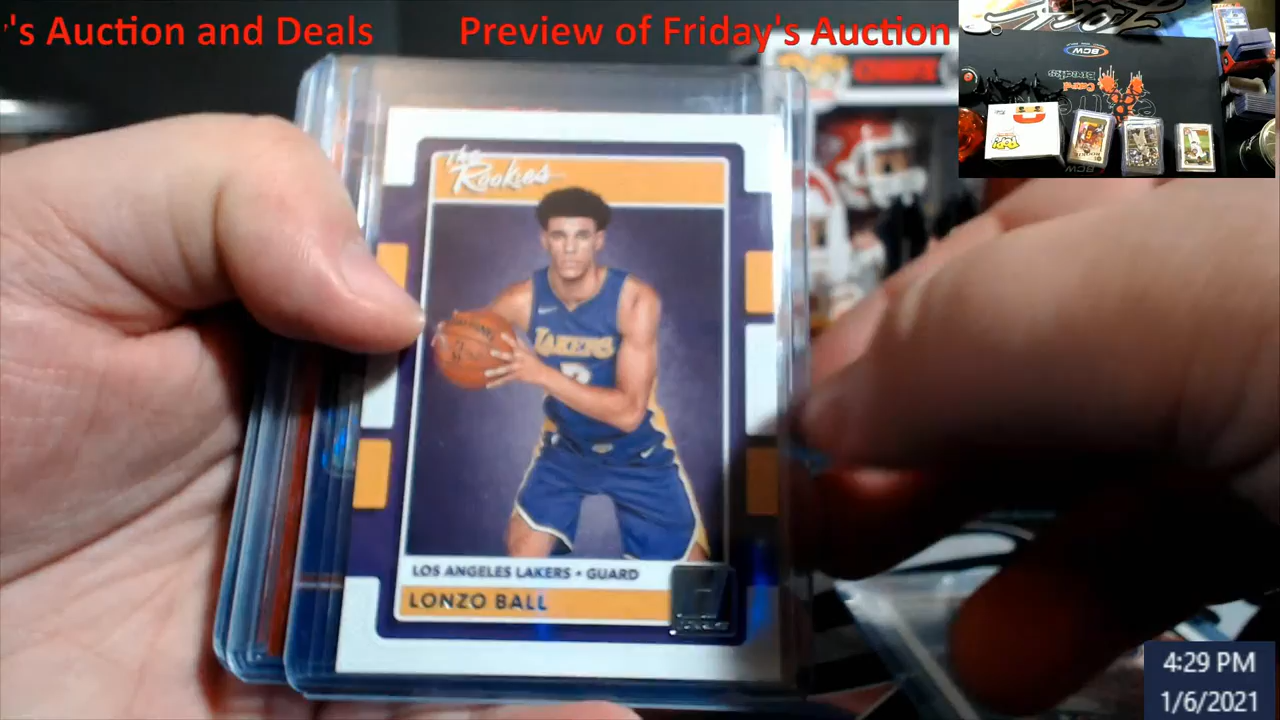 's Auction and Deals Preview of Friday's Auction
BCW
The
Rookies
LAKERS
LOS ANGELES LAKERS • GUARD
LONZO BALL
4:29 PM
1/6/2021